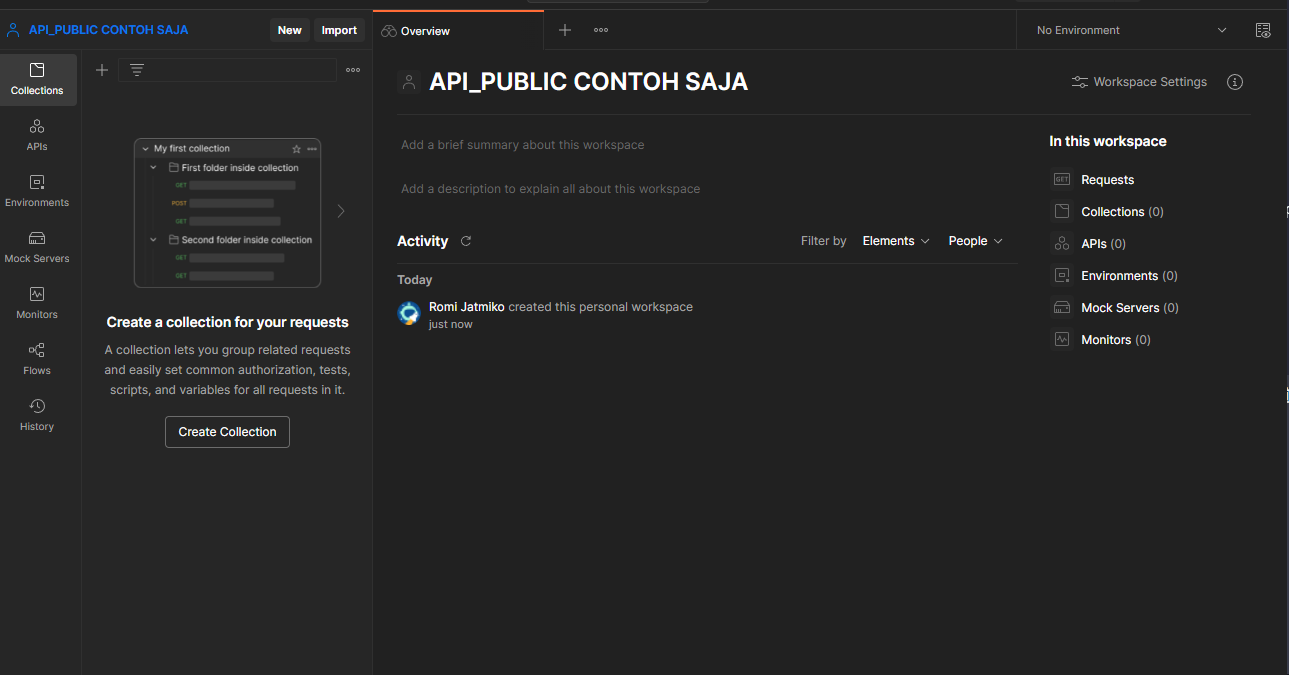 API_PUBLIC CONTOH SAJA
New
Import
Overview
No Environment
Collections
APIs
Environments
Mock Servers
Monitors
Flows
History
My first collection
First folder inside collection
GET
POST
GET
Second folder inside collection
GET
GET
Create a collection for your requests
A collection lets you group related requests
and easily set common authorization, tests,
scripts, and variables for all requests in it.
Create Collection
API_PUBLIC CONTOH SAJA
Workspace Settings
Add a brief summary about this workspace
Add a description to explain all about this workspace
Activity
Filter by Elements People
Today
Romi Jatmiko created this personal workspace
just now
In this workspace
GET Requests
Collections (0)
APIs (0)
Environments (0)
Mock Servers (0)
Monitors (0)